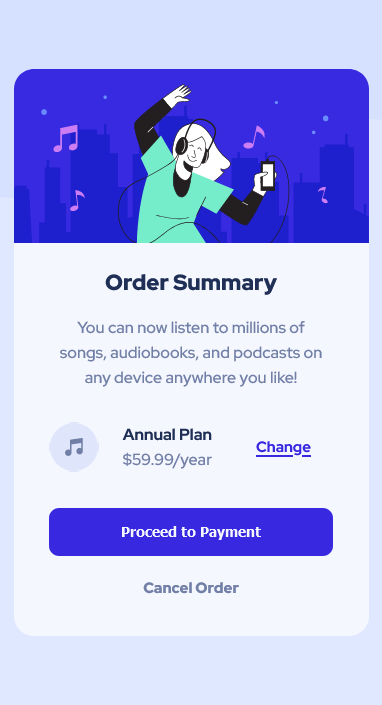 Order Summary
You can now listen to millions of
songs, audiobooks, and podcasts on
any device anywhere you like!
Annual Plan
$59.99/year
Change
Proceed to Payment
Cancel Order